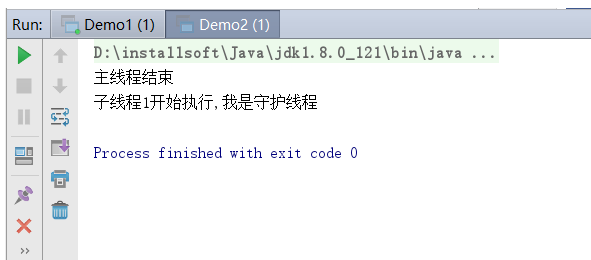 Run: Demo1 (1) Demo2 (1)
D:\installsoft\Java\jdk1.8.0_121\bin\java ...
主线程结束
子线程1开始执行,我是守护线程
Process finished with exit code 0